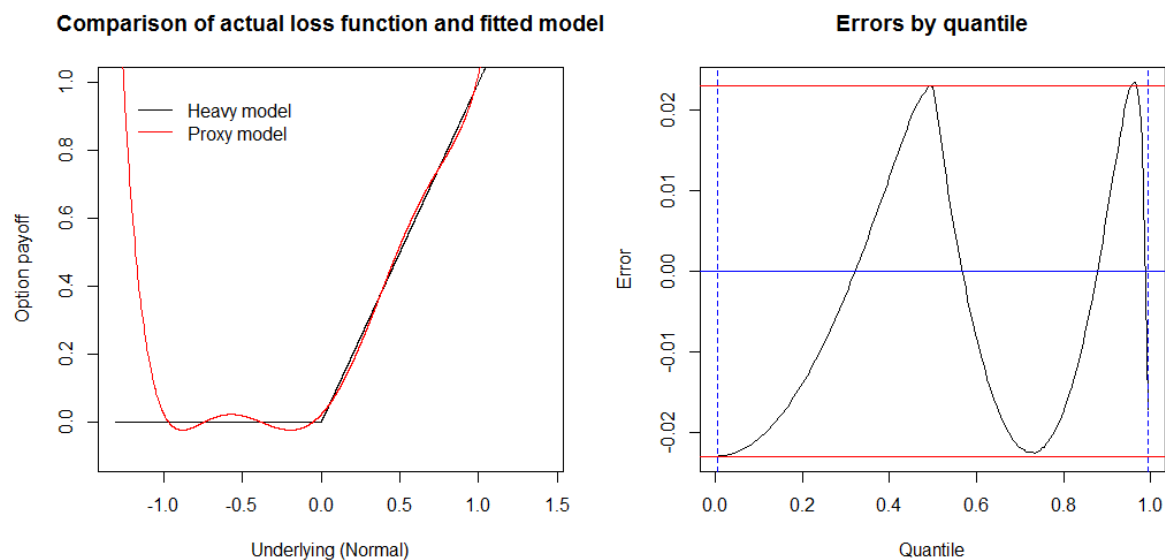 Comparison of actual loss function and fitted model
Option payoff
1.0
0.8
0.6
0.4
0.2
0.0
Heavy model
Proxy model
-1.0 -0.5 0.0 0.5 1.0 1.5
Underlying (Normal)
Errors by quantile
Error
0.02
0.01
0.00
-0.01
-0.02
0.0 0.2 0.4 0.6 0.8 1.0
Quantile